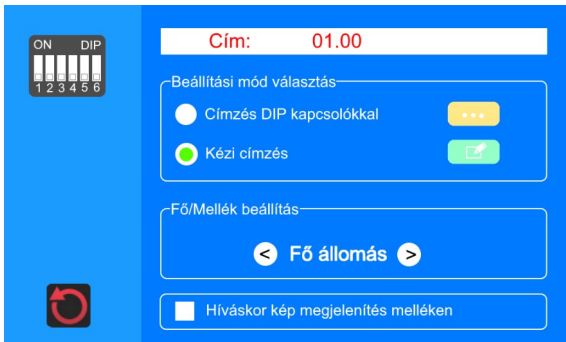 ON DIP
1 2 3 4 5 6
Cím: 01.00
Beállítási mód választás
Címzés DIP kapcsolókkal
Kézi címzés
Fő/Mellék beállítás
< Fő állomás >
Híváskor kép megjelenítés melléken